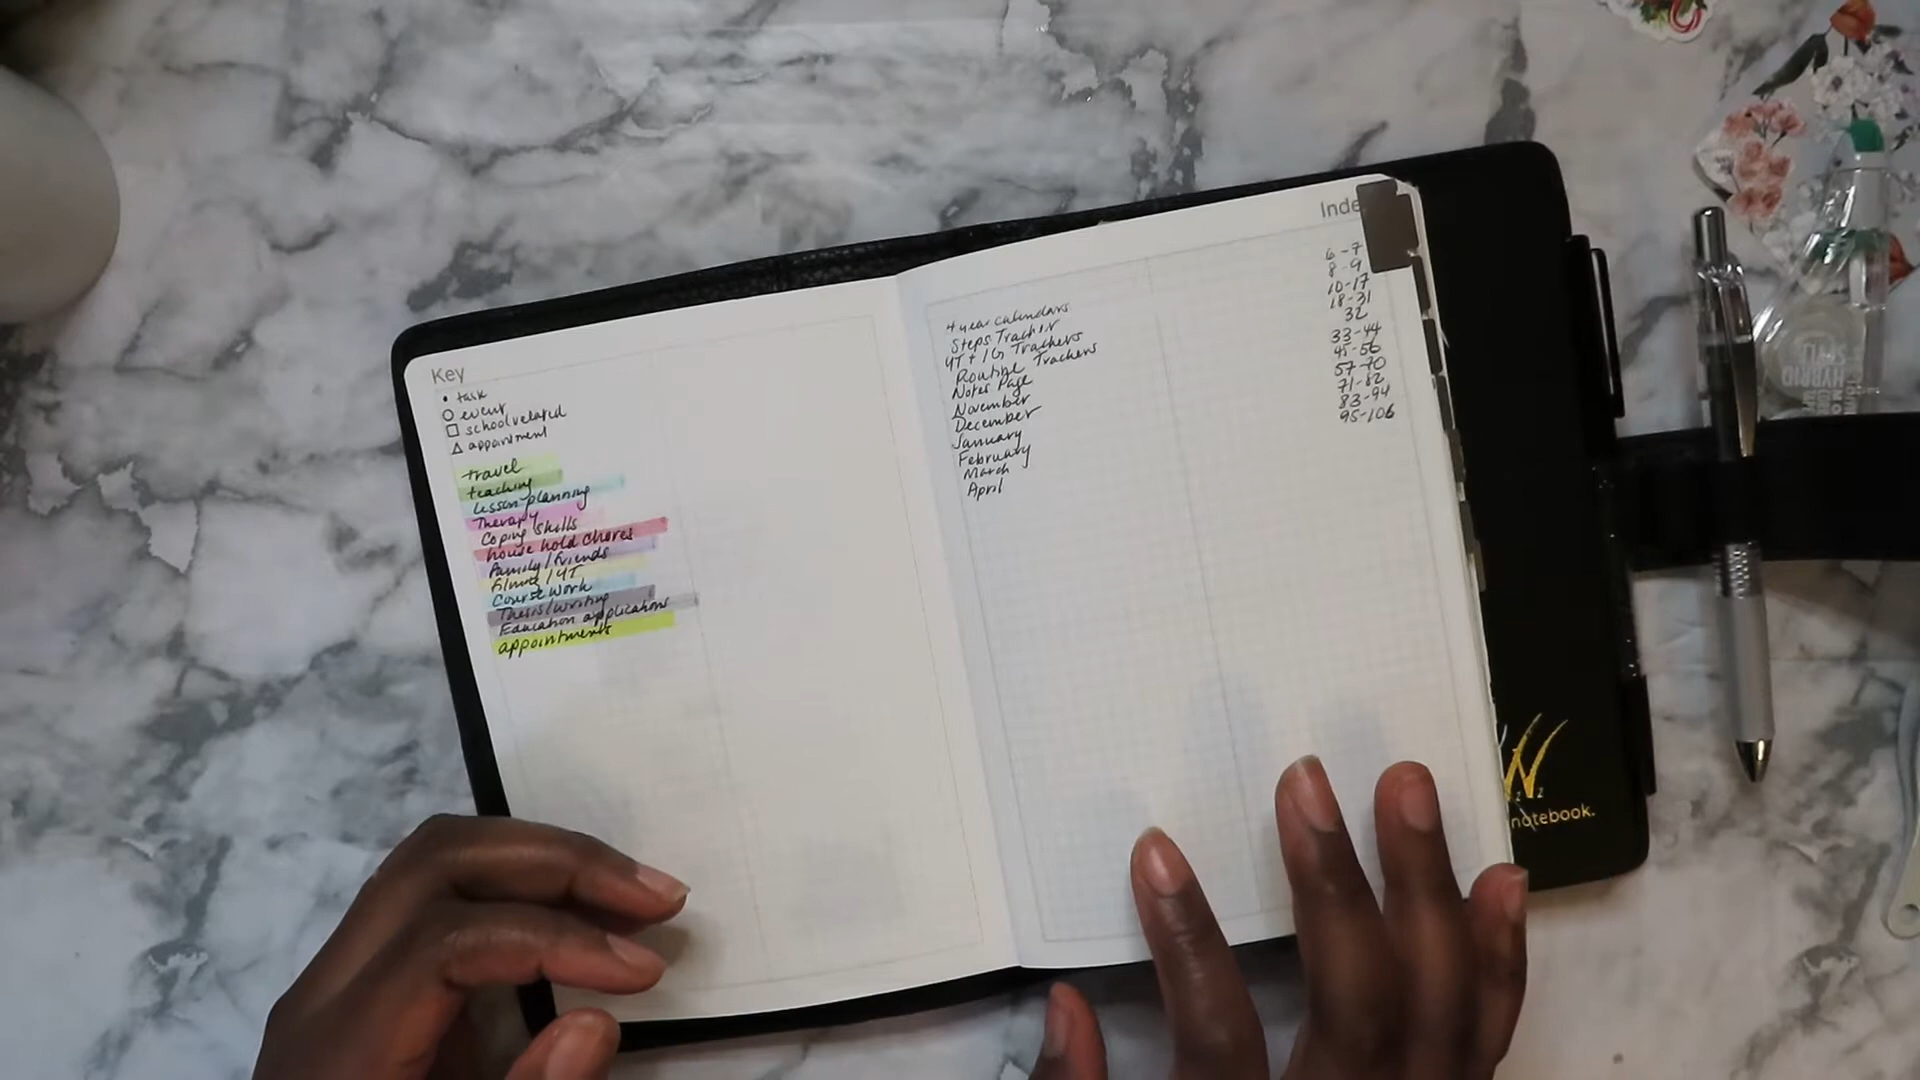 Key
• task
○ event
□ school related
△ appointment
travel
teaching
lesson planning
Therapy
Coping skills
house hold chores
Family/friends
filming/YT
Course work
Thesis/writing
Education applications
appointments
Inde
4 year calendars 6-7
Steps Tracker 8-9
YT + IG Trackers 10-17
Routine Trackers 18-31
Notes Page 32
November 33-44
December 45-56
January 57-70
February 71-82
March 83-94
April 95-106
notebook.
HYBRID